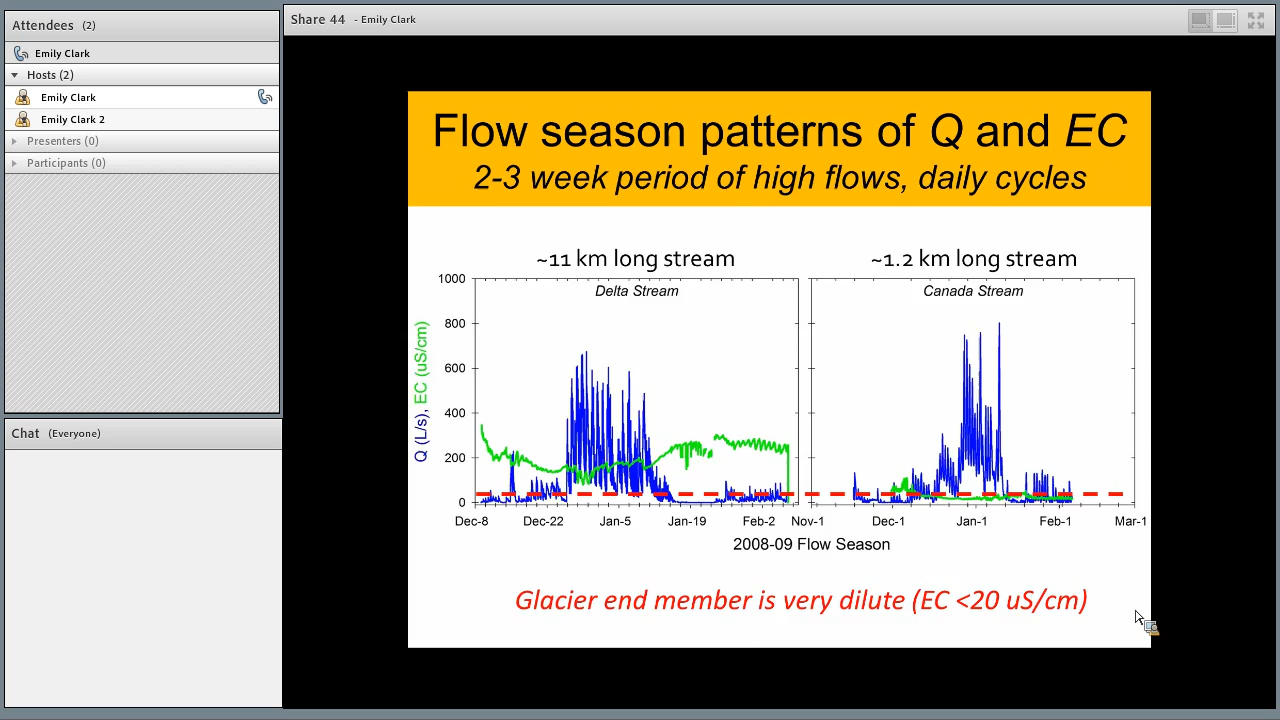 Attendees (2)
Emily Clark
Hosts (2)
Emily Clark
Emily Clark 2
Presenters (0)
Participants (0)
Chat (Everyone)
Share 44 - Emily Clark
Flow season patterns of Q and EC
2-3 week period of high flows, daily cycles
~11 km long stream
~1.2 km long stream
Delta Stream
Canada Stream
Q (L/s), EC (uS/cm)
1000
800
600
400
200
0
Dec-8 Dec-22 Jan-5 Jan-19 Feb-2
Nov-1 Dec-1 Jan-1 Feb-1 Mar-1
2008-09 Flow Season
Glacier end member is very dilute (EC <20 uS/cm)